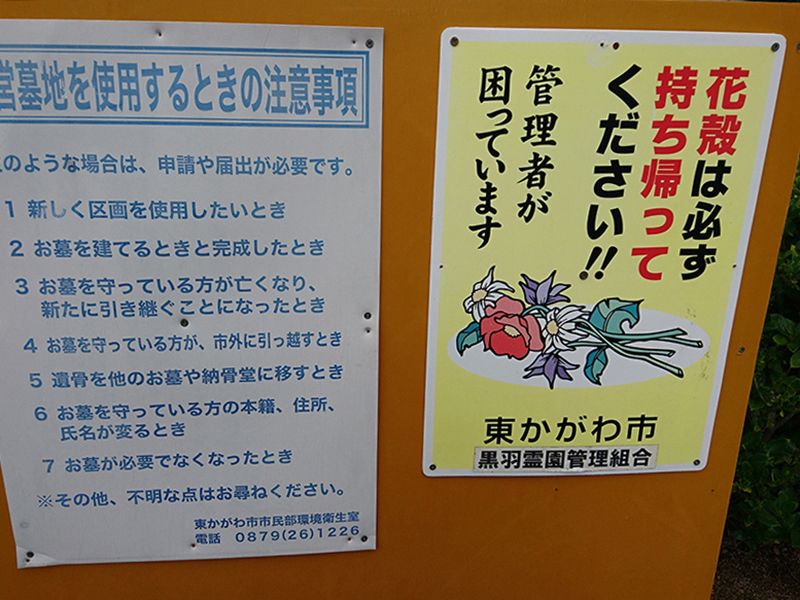 営墓地を使用するときの注意事項
のような場合は、申請や届出が必要です。
1 新しく区画を使用したいとき
2 お墓を建てるときと完成したとき
3 お墓を守っている方が亡くなり、
新たに引き継ぐことになったとき
4 お墓を守っている方が、市外に引っ越すとき
5 遺骨を他のお墓や納骨堂に移すとき
6 お墓を守っている方の本籍、住所、
氏名が変るとき
7 お墓が必要でなくなったとき
※その他、不明な点はお尋ねください。
東かがわ市市民部環境衛生室
電話 0879(26)1226
花殻は必ず
持ち帰って
ください!!
管理者が
困っています
東かがわ市
黒羽霊園管理組合